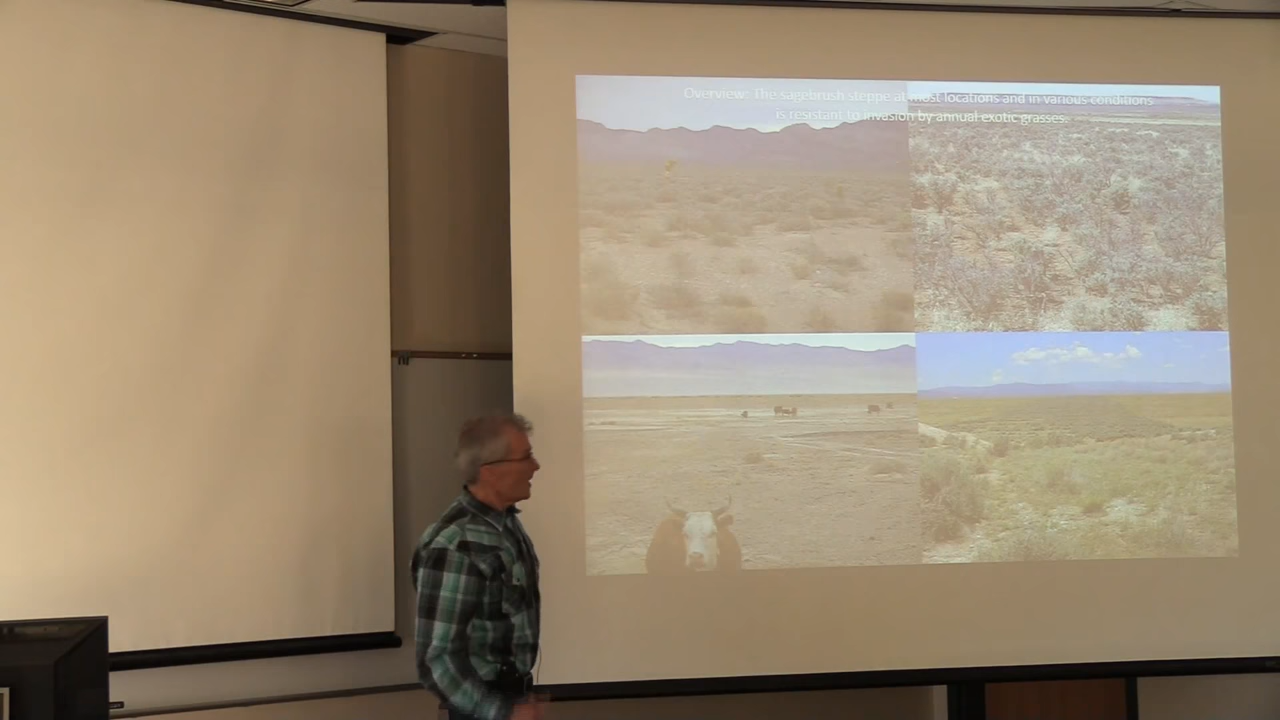 Overview: The sagebrush steppe at most locations and in various conditions
is resistant to invasion by annual exotic grasses.